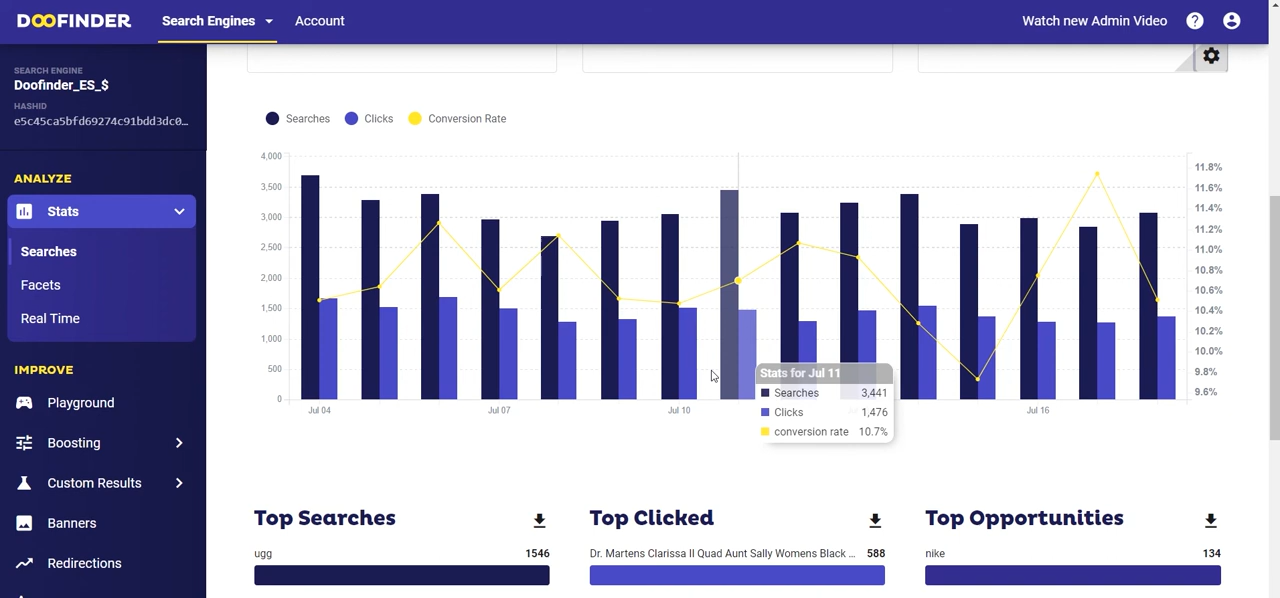 DOOFINDER
Search Engines
Account
Watch new Admin Video
?
SEARCH ENGINE
Doofinder_ES_$
HASHID
e5c45ca5bfd69274c91bdd3dc0…
ANALYZE
Stats
Searches
Facets
Real Time
IMPROVE
Playground
Boosting
Custom Results
Banners
Redirections
Searches
Clicks
Conversion Rate
4,000
3,500
3,000
2,500
2,000
1,500
1,000
500
0
11.8%
11.6%
11.4%
11.2%
11.0%
10.8%
10.6%
10.4%
10.2%
10.0%
9.8%
9.6%
Jul 04
Jul 07
Jul 10
Jul 16
Stats for Jul 11
Searches 3,441
Clicks 1,476
conversion rate 10.7%
Top Searches
ugg 1546
Top Clicked
Dr. Martens Clarissa II Quad Aunt Sally Womens Black ... 588
Top Opportunities
nike 134